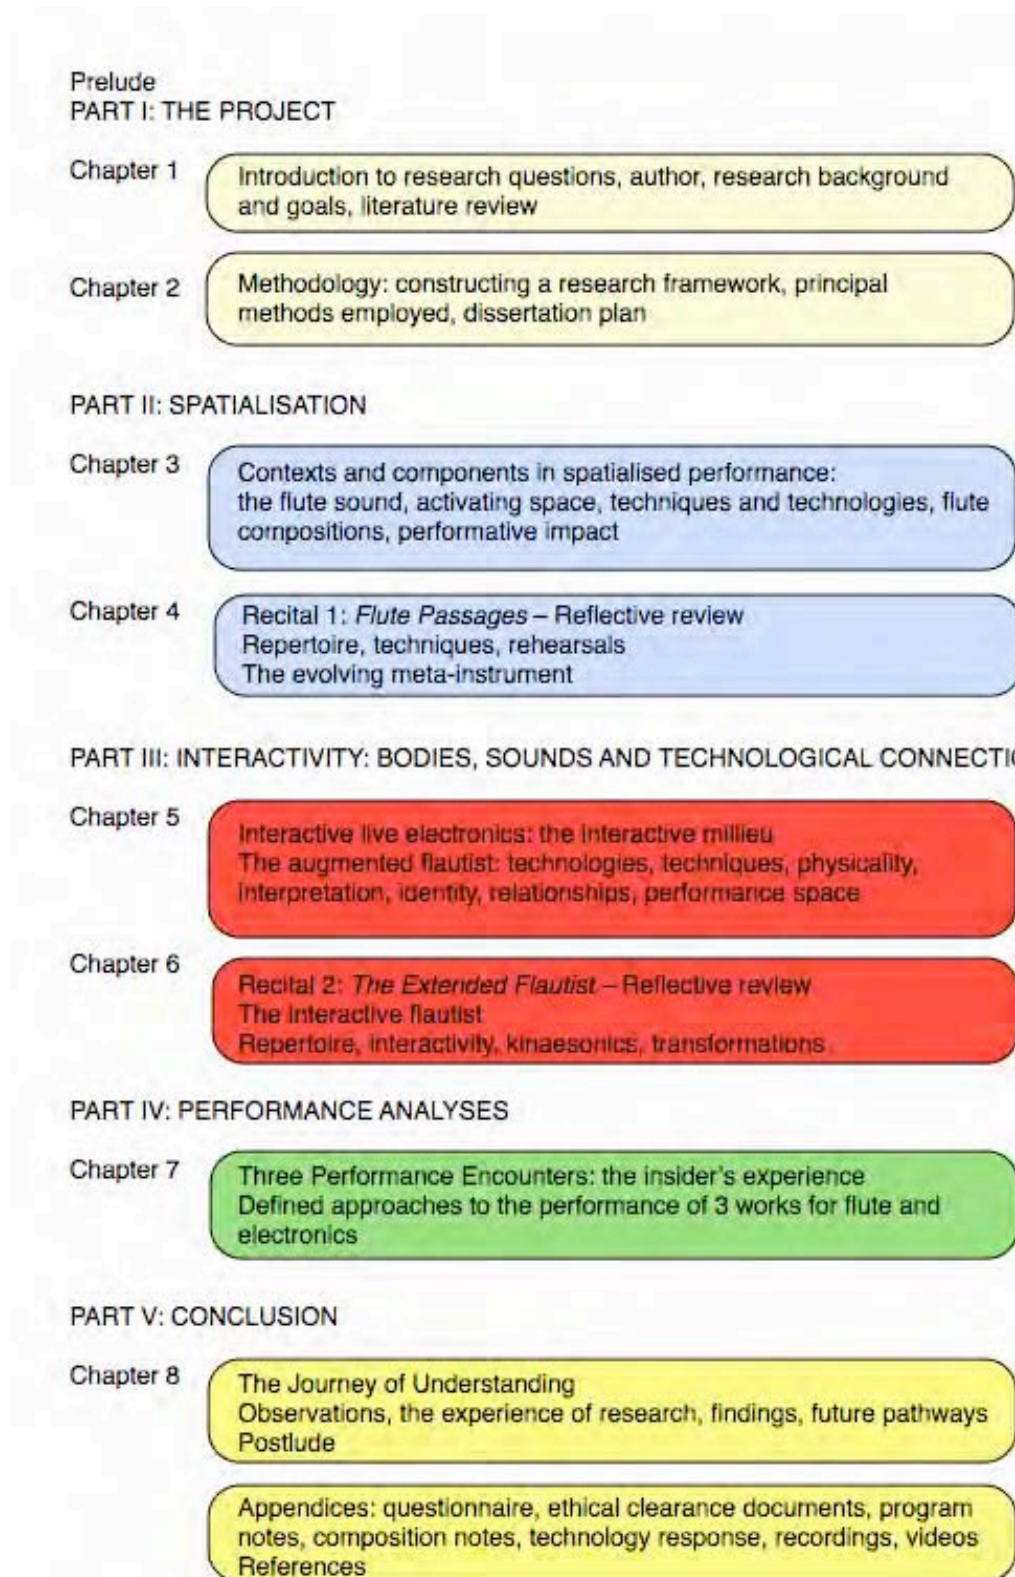 Prelude
PART I: THE PROJECT
Chapter 1
Introduction to research questions, author, research background
and goals, literature review
Chapter 2
Methodology: constructing a research framework, principal
methods employed, dissertation plan
PART II: SPATIALISATION
Chapter 3
Contexts and components in spatialised performance:
the flute sound, activating space, techniques and technologies, flute
compositions, performative impact
Chapter 4
Recital 1: Flute Passages – Reflective review
Repertoire, techniques, rehearsals
The evolving meta-instrument
PART III: INTERACTIVITY: BODIES, SOUNDS AND TECHNOLOGICAL
Chapter 5
Interactive live electronics: the interactive millieu
The augmented flautist: technologies, techniques, physicality,
interpretation, identity, relationships, performance space
Chapter 6
Recital 2: The Extended Flautist – Reflective review
The interactive flautist
Repertoire, interactivity, kinaesonics, transformations
PART IV: PERFORMANCE ANALYSES
Chapter 7
Three Performance Encounters: the insider's experience
Defined approaches to the performance of 3 works for flute and
electronics
PART V: CONCLUSION
Chapter 8
The Journey of Understanding
Observations, the experience of research, findings, future pathways
Postlude
Appendices: questionnaire, ethical clearance documents, program
notes, composition notes, technology response, recordings, videos
References